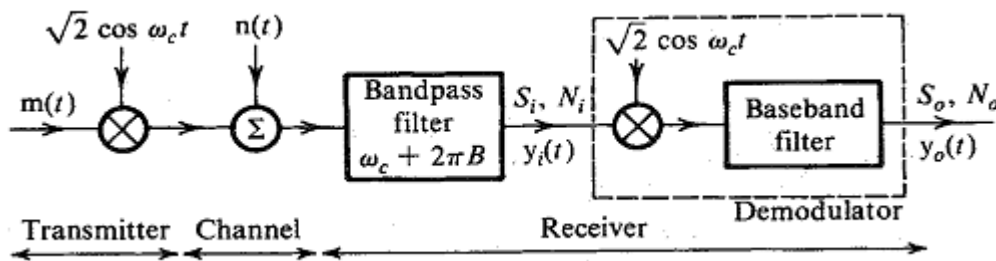 √2 cos ω_c t
n(t)
√2 cos ω_c t
m(t)
Σ
Bandpass
filter
ω_c + 2πB
S_i, N_i
y_i(t)
Baseband
filter
S_o, N_o
y_o(t)
Demodulator
Transmitter
Channel
Receiver